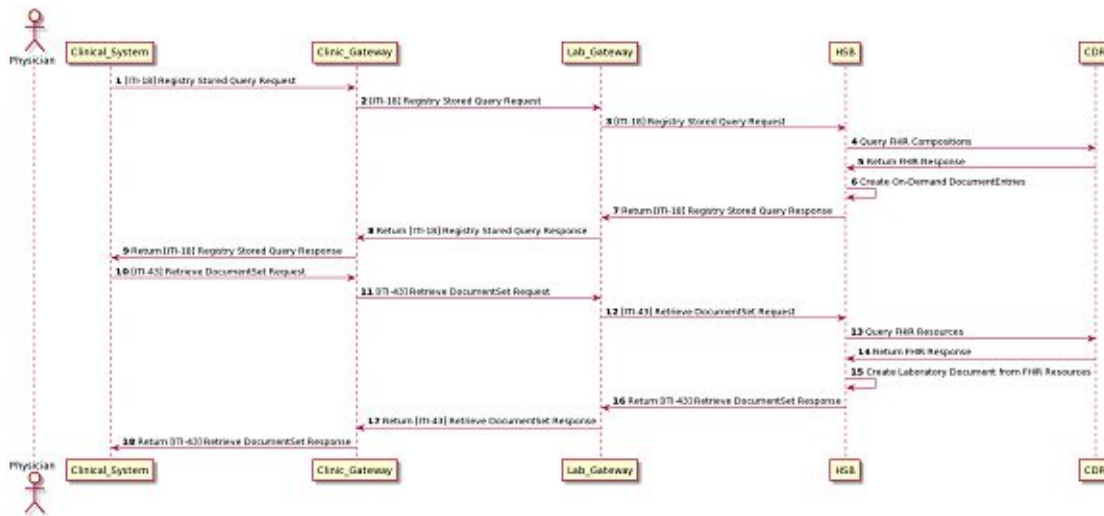 Physician
Clinical_System Clinic_Gateway Lab_Gateway HSB CDR
1 [ITI-18] Registry Stored Query Request
2 [ITI-18] Registry Stored Query Request
3 [ITI-18] Registry Stored Query Request
4 Query FHIR Compositions
5 Return FHIR Response
6 Create On-Demand DocumentEntries
7 Return [ITI-18] Registry Stored Query Response
8 Return [ITI-18] Registry Stored Query Response
9 Return [ITI-18] Registry Stored Query Response
10 [ITI-43] Retrieve DocumentSet Request
11 [ITI-43] Retrieve DocumentSet Request
12 [ITI-43] Retrieve DocumentSet Request
13 Query FHIR Resources
14 Return FHIR Response
15 Create Laboratory Document from FHIR Resources
16 Return [ITI-43] Retrieve DocumentSet Response
17 Return [ITI-43] Retrieve DocumentSet Response
18 Return [ITI-43] Retrieve DocumentSet Response
Physician
Clinical_System Clinic_Gateway Lab_Gateway HSB CDR